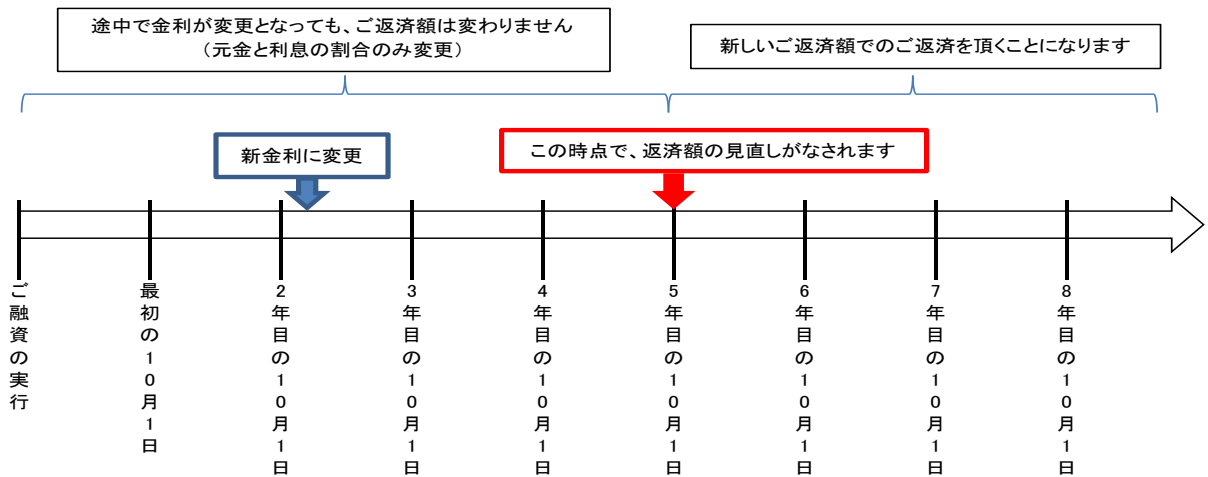 途中で金利が変更となっても、ご返済額は変わりません
(元金と利息の割合のみ変更)
新しいご返済額でのご返済を頂くことになります
新金利に変更
この時点で、返済額の見直しがなされます
ご融資の実行
最初の10月1日
2年目の10月1日
3年目の10月1日
4年目の10月1日
5年目の10月1日
6年目の10月1日
7年目の10月1日
8年目の10月1日